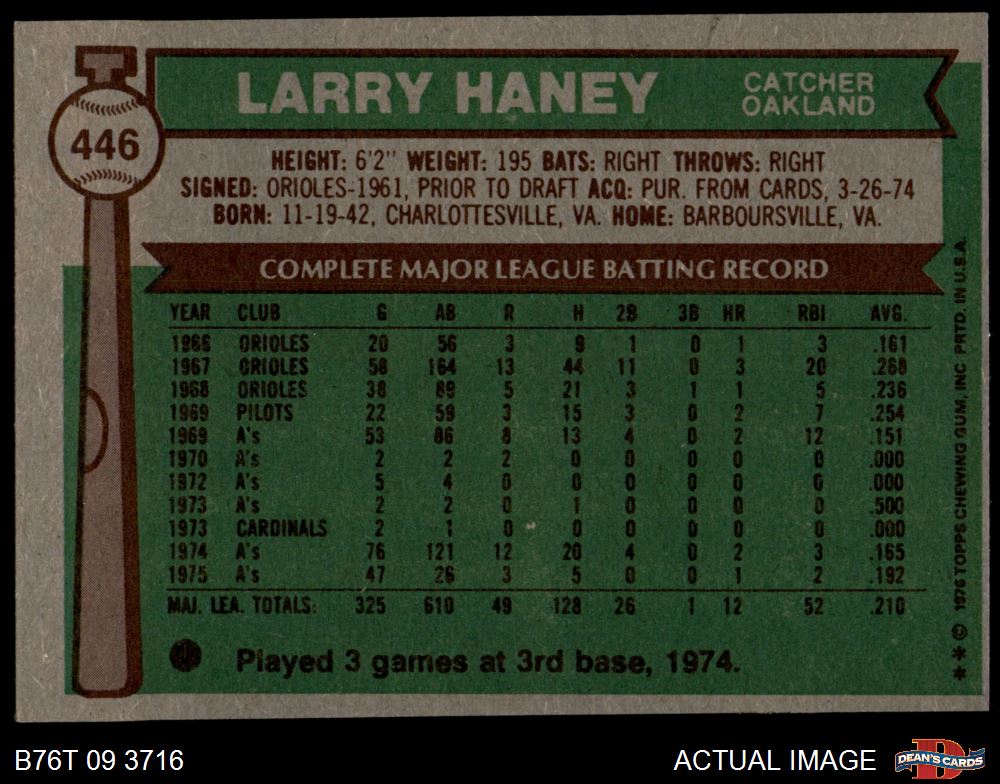 LARRY HANEY
CATCHER
OAKLAND
446
HEIGHT: 6'2" WEIGHT: 195 BATS: RIGHT THROWS: RIGHT
SIGNED: ORIOLES-1961, PRIOR TO DRAFT ACQ: PUR. FROM CARDS, 3-26-74
BORN: 11-19-42, CHARLOTTESVILLE, VA. HOME: BARBOURSVILLE, VA.
COMPLETE MAJOR LEAGUE BATTING RECORD
YEAR CLUB G AB R H 2B 3B HR RBI AVG.
1966 ORIOLES 20 56 3 9 1 0 1 3 .161
1967 ORIOLES 58 164 13 44 11 0 3 20 .268
1968 ORIOLES 38 89 5 21 3 1 1 5 .236
1969 PILOTS 22 59 3 15 3 0 2 7 .254
1969 A's 53 86 8 13 4 0 2 12 .151
1970 A's 2 2 2 0 0 0 0 0 .000
1972 A's 5 4 0 0 0 0 0 0 .000
1973 A's 2 2 0 1 0 0 0 0 .500
1973 CARDINALS 2 1 0 0 0 0 0 0 .000
1974 A's 76 121 12 20 4 0 2 3 .165
1975 A's 47 26 3 5 0 0 1 2 .192
MAJ. LEA. TOTALS: 325 610 49 128 26 1 12 52 .210
Played 3 games at 3rd base, 1974.
** © 1976 TOPPS CHEWING GUM, INC PRTD. IN U.S.A.
B76T 09 3716
ACTUAL IMAGE
D
DEAN'S CARDS